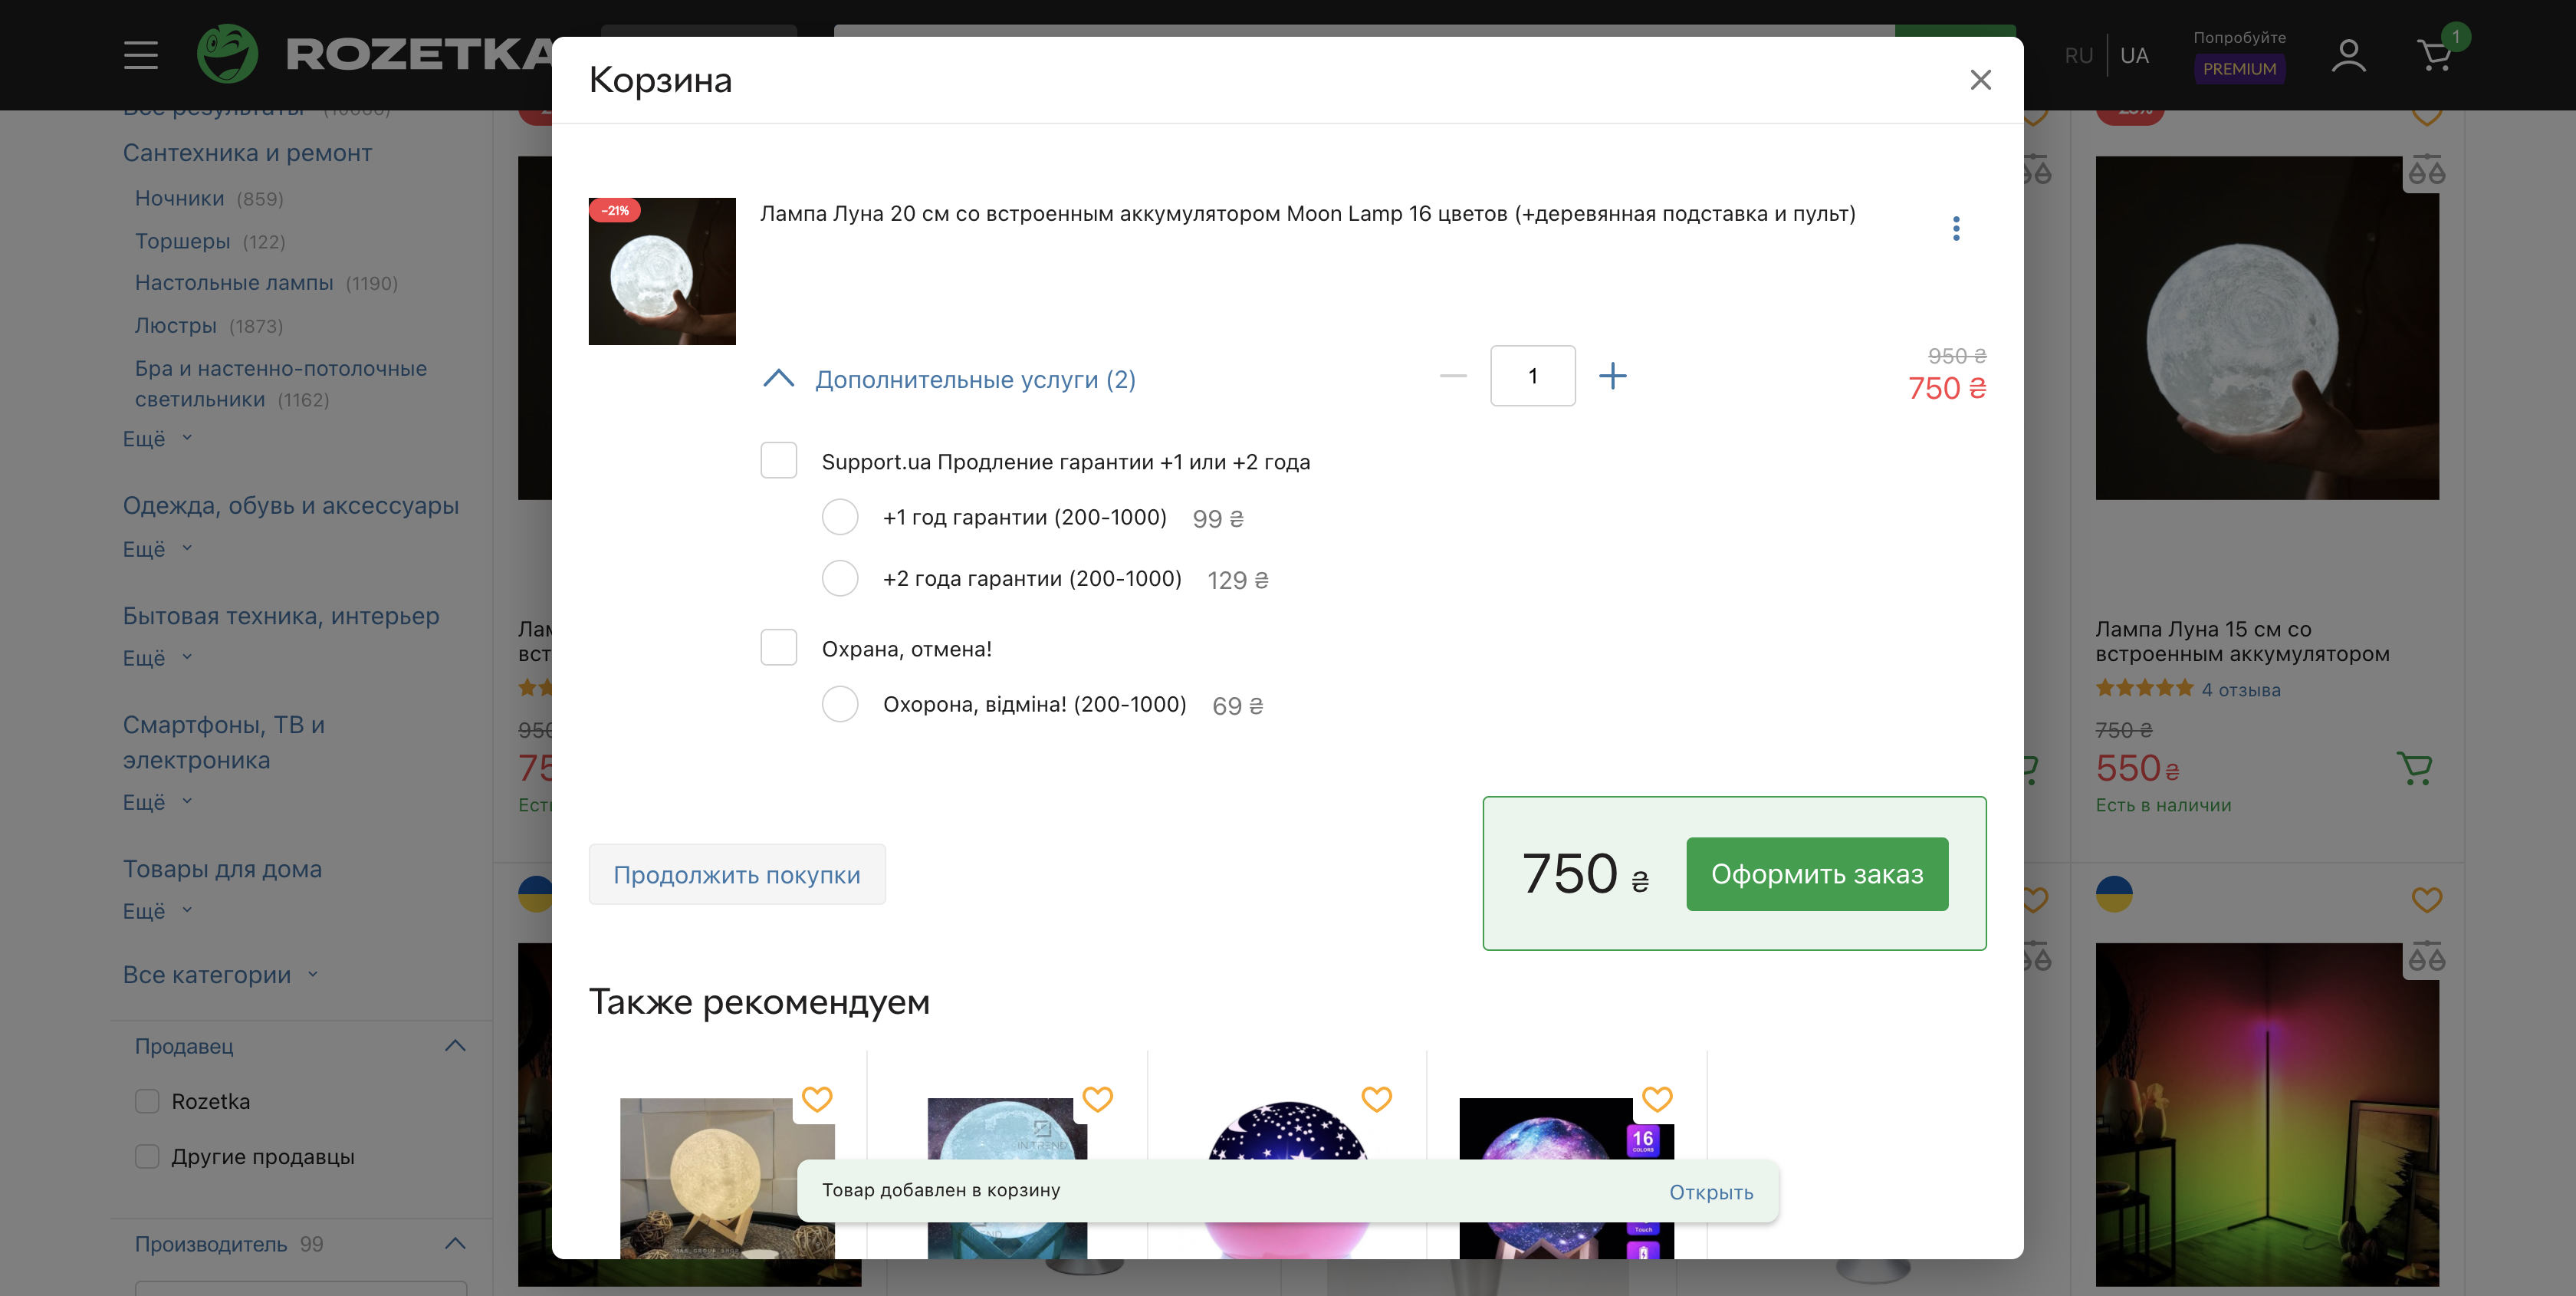 ROZETKA
RU
UA
Попробуйте
PREMIUM
1
Все результаты
Сантехника и ремонт
Ночники (859)
Торшеры (122)
Настольные лампы (1190)
Люстры (1873)
Бра и настенно-потолочные
светильники (1162)
Ещё
Одежда, обувь и аксессуары
Ещё
Бытовая техника, интерьер
Ещё
Смартфоны, ТВ и
электроника
Ещё
Товары для дома
Ещё
Все категории
Продавец
Rozetka
Другие продавцы
Производитель 99
Корзина
-21%
Лампа Луна 20 см со встроенным аккумулятором Moon Lamp 16 цветов (+деревянная подставка и пульт)
Дополнительные услуги (2)
1
950 ₴
750 ₴
Support.ua Продление гарантии +1 или +2 года
+1 год гарантии (200-1000) 99 ₴
+2 года гарантии (200-1000) 129 ₴
Охрана, отмена!
Охорона, відміна! (200-1000) 69 ₴
Продолжить покупки
750 ₴
Оформить заказ
Также рекомендуем
16
COLORS
Touch
Товар добавлен в корзину
Открыть
Лампа Луна 15 см со
встроенным аккумулятором
4 отзыва
750 ₴
550 ₴
Есть в наличии